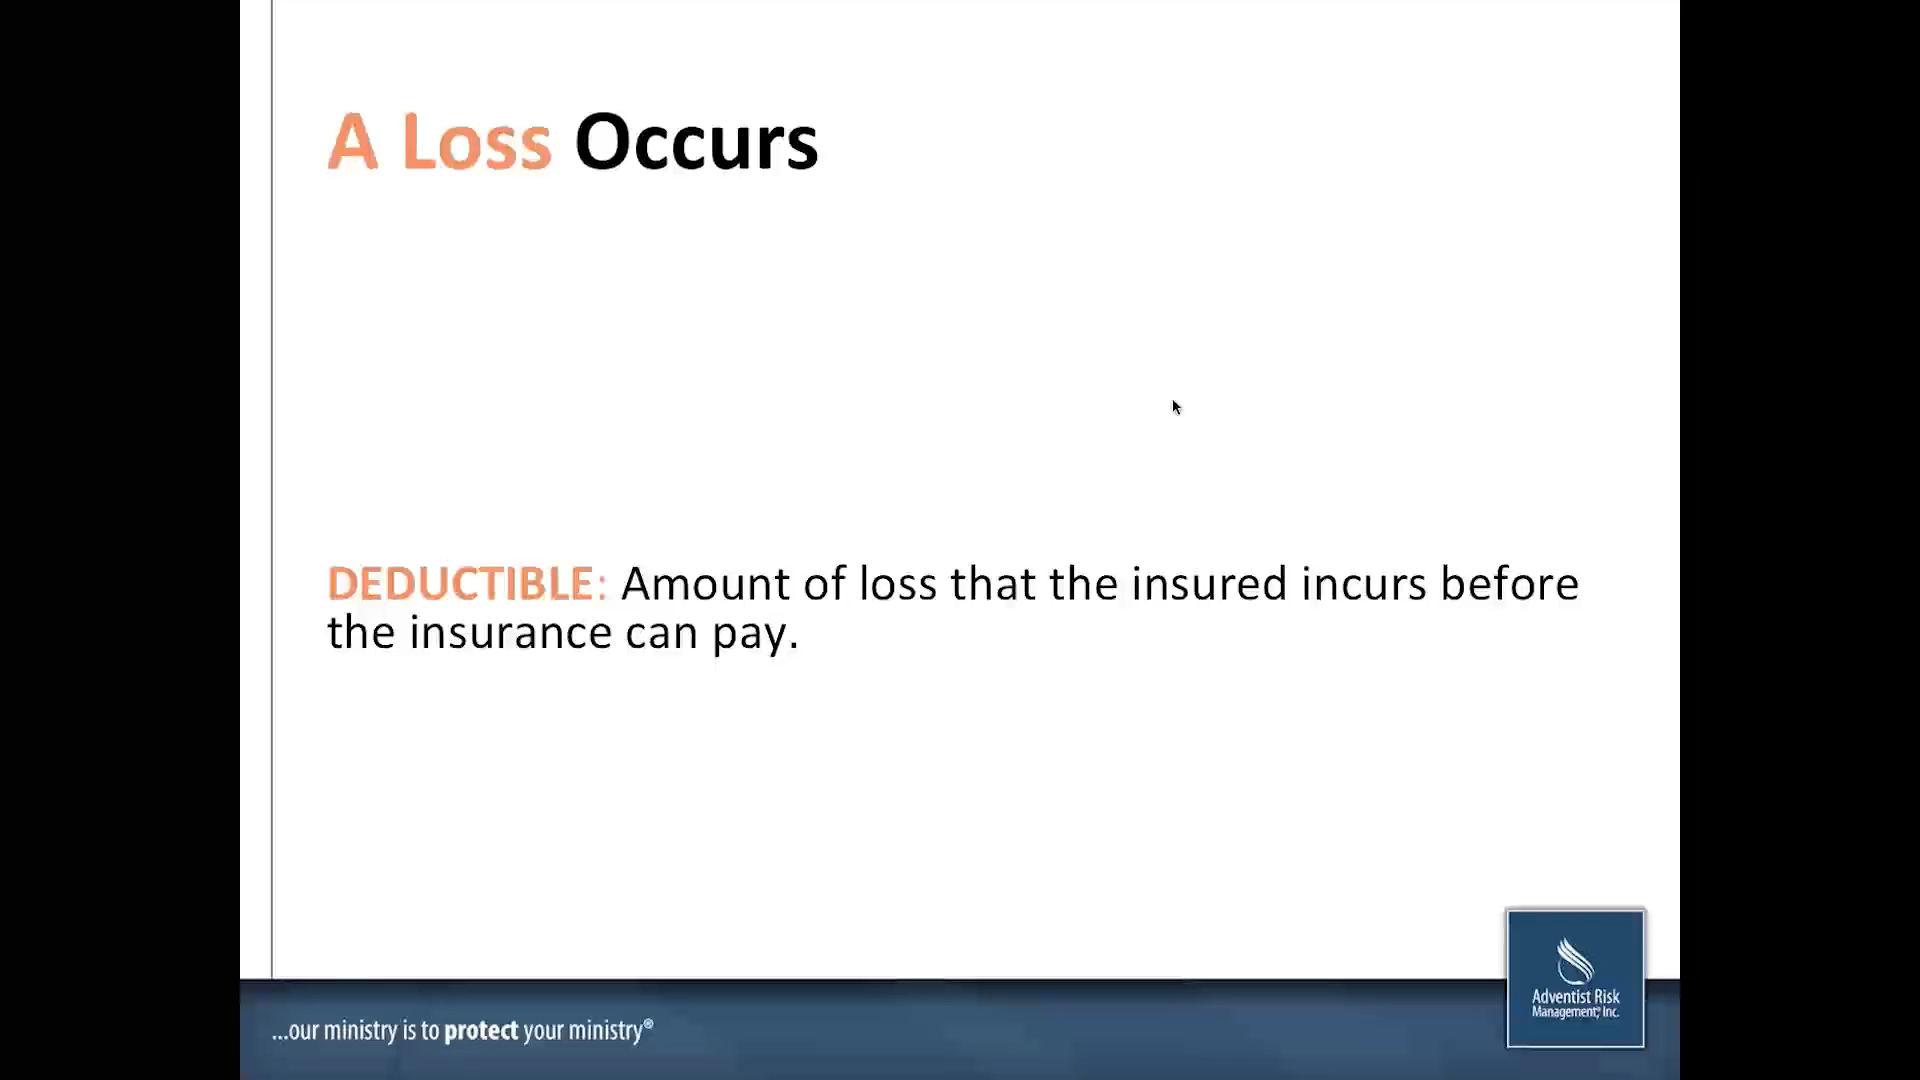 A Loss Occurs
DEDUCTIBLE: Amount of loss that the insured incurs before
the insurance can pay.
...our ministry is to protect your ministry®
Adventist Risk
Management, Inc.